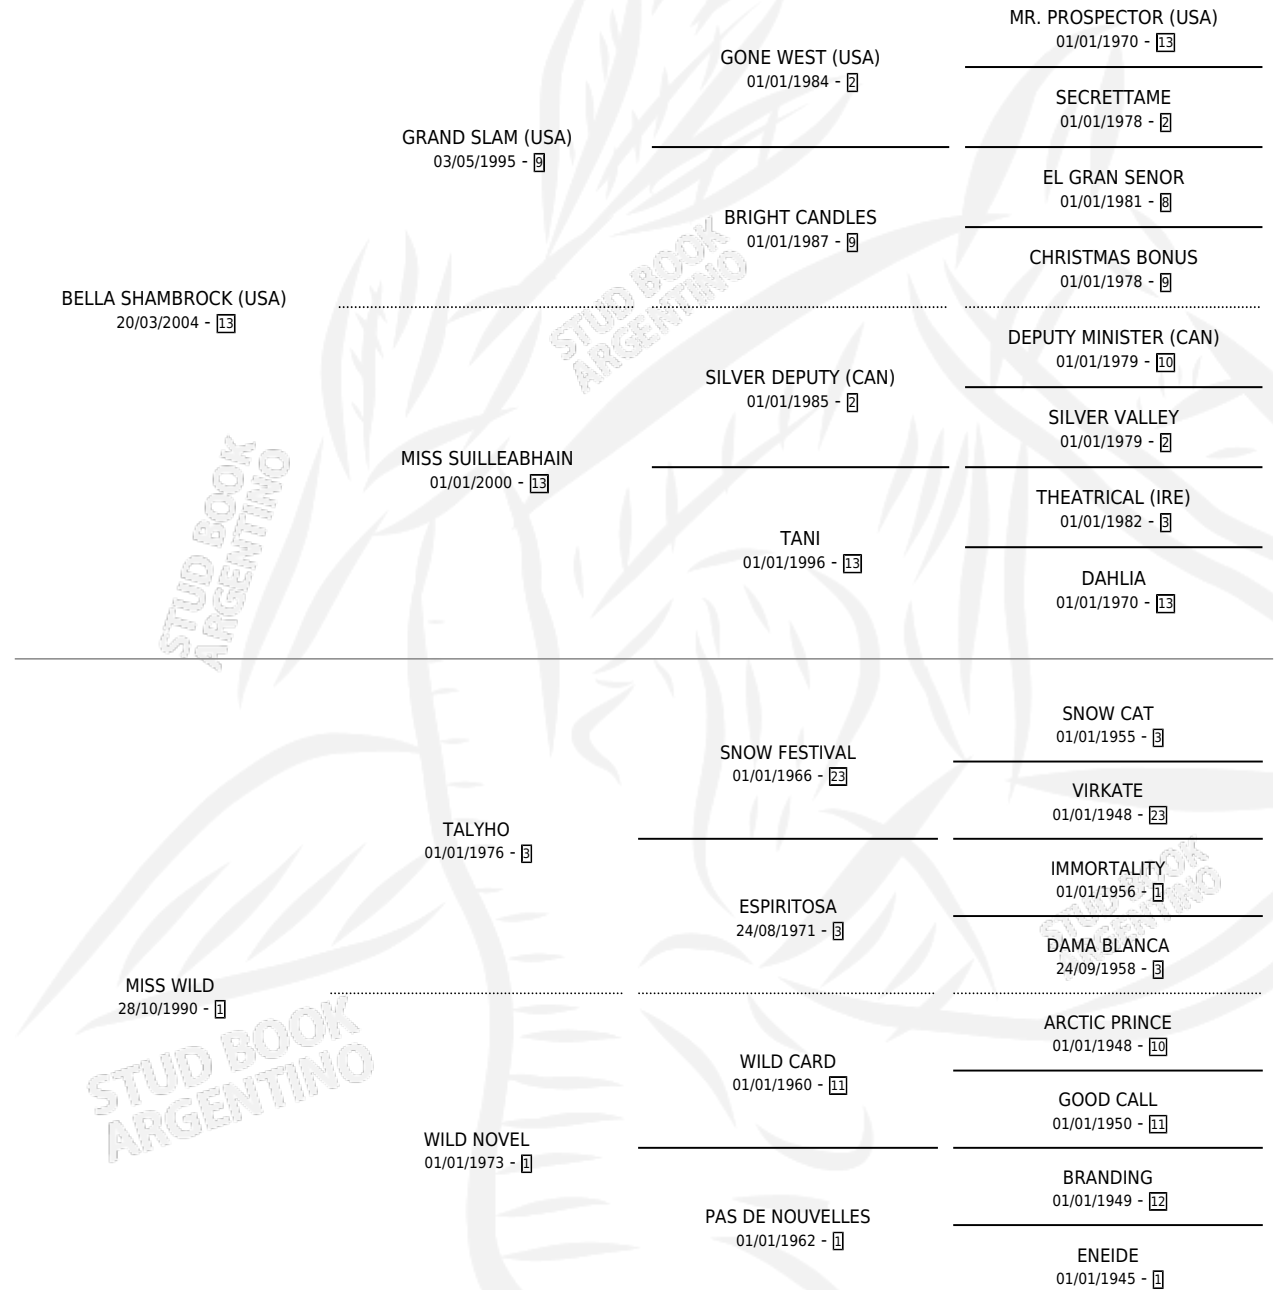 MR. PROSPECTOR (USA)
01/01/1970 - 13
GONE WEST (USA)
01/01/1984 - 2
SECRETTAME
01/01/1978 - 2
GRAND SLAM (USA)
03/05/1995 - 9
EL GRAN SENOR
01/01/1981 - 8
BRIGHT CANDLES
01/01/1987 - 9
CHRISTMAS BONUS
01/01/1978 - 9
BELLA SHAMBROCK (USA)
20/03/2004 - 13
DEPUTY MINISTER (CAN)
01/01/1979 - 10
SILVER DEPUTY (CAN)
01/01/1985 - 2
SILVER VALLEY
01/01/1979 - 2
MISS SUILLEABHAIN
01/01/2000 - 13
THEATRICAL (IRE)
01/01/1982 - 3
TANI
01/01/1996 - 13
DAHLIA
01/01/1970 - 13
SNOW CAT
01/01/1955 - 3
SNOW FESTIVAL
01/01/1966 - 23
VIRKATE
01/01/1948 - 23
TALYHO
01/01/1976 - 3
IMMORTALITY
01/01/1956 - 1
ESPIRITOSA
24/08/1971 - 3
DAMA BLANCA
24/09/1958 - 3
MISS WILD
28/10/1990 - 1
ARCTIC PRINCE
01/01/1948 - 10
WILD CARD
01/01/1960 - 11
GOOD CALL
01/01/1950 - 11
WILD NOVEL
01/01/1973 - 1
BRANDING
01/01/1949 - 12
PAS DE NOUVELLES
01/01/1962 - 1
ENEIDE
01/01/1945 - 1
STUD BOOK
ARGENTINO
STUD BOOK
ARGENTINO
STUD BOOK
ARGENTINO
STUD BOOK
ARGENTINO